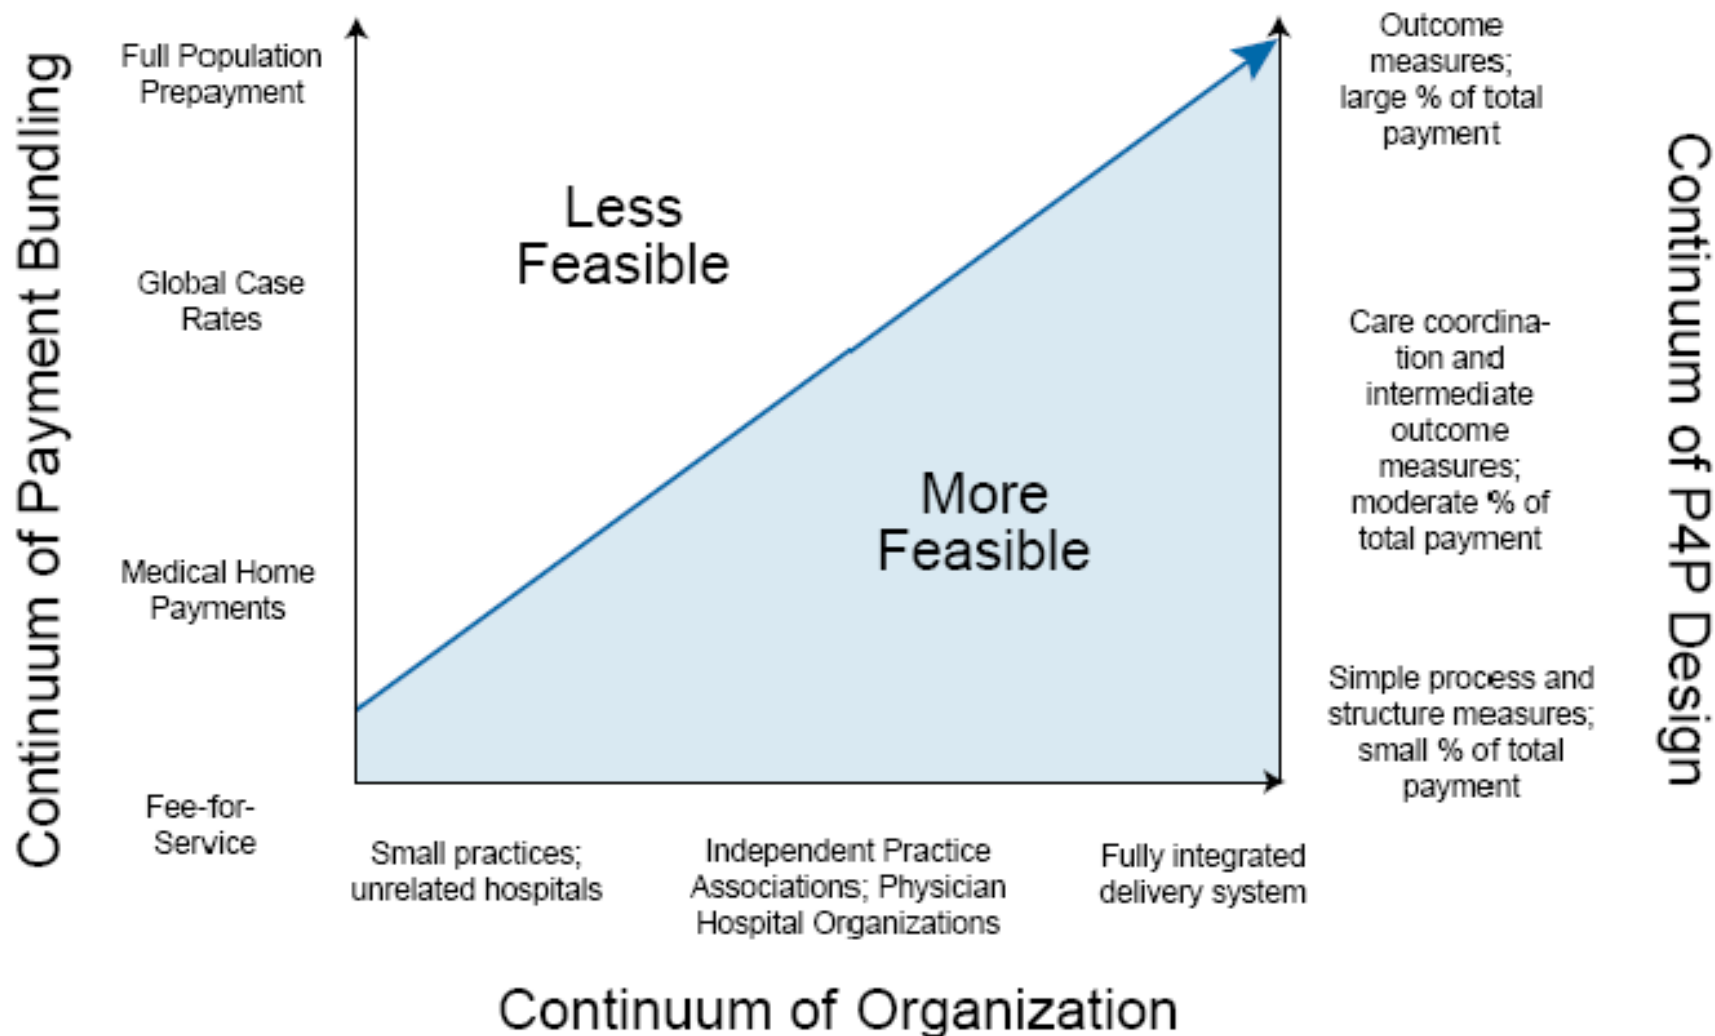 Continuum of Payment Bundling
Full Population
Prepayment
Global Case
Rates
Medical Home
Payments
Fee-for-
Service
Less
Feasible
More
Feasible
Outcome
measures;
large % of total
payment
Care coordina-
tion and
intermediate
outcome
measures;
moderate % of
total payment
Simple process and
structure measures;
small % of total
payment
Continuum of P4P Design
Small practices;
unrelated hospitals
Independent Practice
Associations; Physician
Hospital Organizations
Fully integrated
delivery system
Continuum of Organization